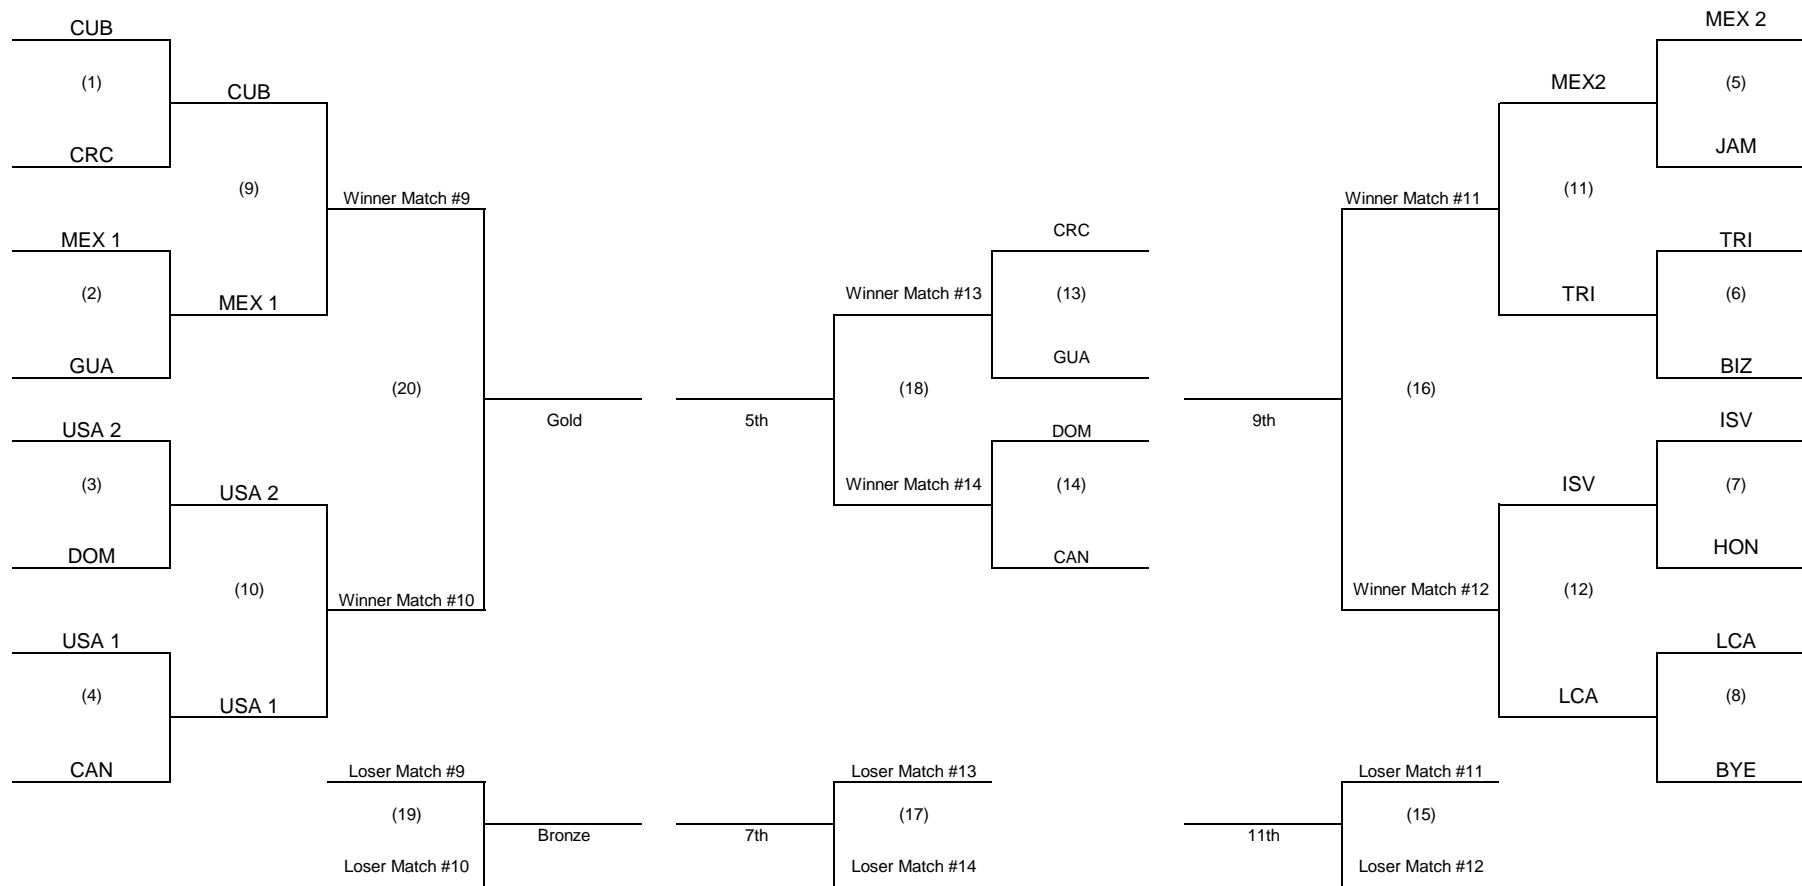 CUB
(1)
CRC
CUB
(9)
MEX 1
(2)
GUA
MEX 1
Winner Match #9
(20)
Gold
USA 2
(3)
DOM
USA 2
(10)
USA 1
(4)
CAN
USA 1
Winner Match #10
Loser Match #9
(19)
Bronze
Loser Match #10
CRC
(13)
GUA
Winner Match #13
(18)
5th
DOM
(14)
CAN
Winner Match #14
Loser Match #13
(17)
7th
Loser Match #14
MEX 2
(5)
JAM
MEX2
(11)
TRI
(6)
BIZ
TRI
Winner Match #11
(16)
9th
ISV
(7)
HON
ISV
(12)
LCA
(8)
BYE
LCA
Winner Match #12
Loser Match #11
(15)
11th
Loser Match #12